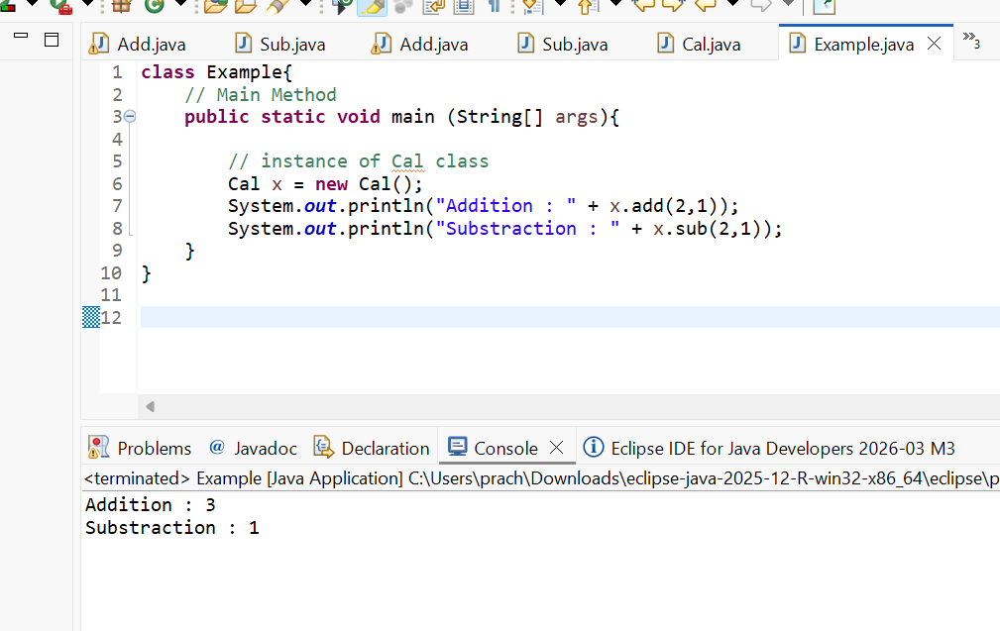 Add.java Sub.java Add.java Sub.java Cal.java Example.java »3
1 class Example{
2 // Main Method
3 public static void main (String[] args){
4
5 // instance of Cal class
6 Cal x = new Cal();
7 System.out.println("Addition : " + x.add(2,1));
8 System.out.println("Substraction : " + x.sub(2,1));
9 }
10 }
11
12
Problems @ Javadoc Declaration Console Eclipse IDE for Java Developers 2026-03 M3
<terminated> Example [Java Application] C:\Users\prach\Downloads\eclipse-java-2025-12-R-win32-x86_64\eclipse\p
Addition : 3
Substraction : 1